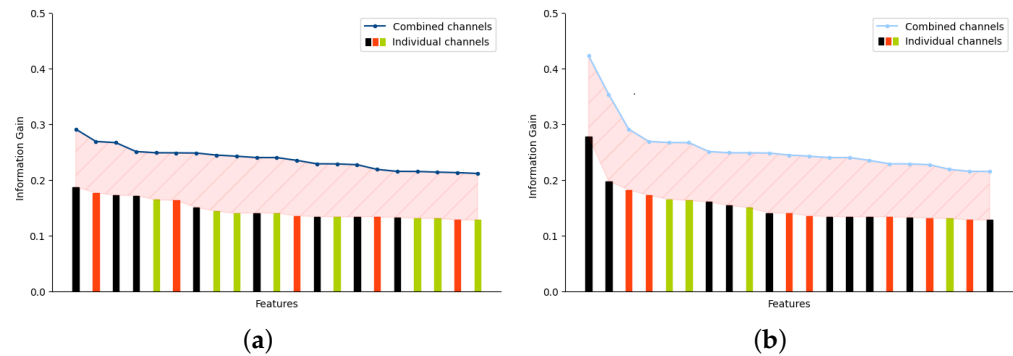 0.5
0.4
0.3
0.2
0.1
0.0
Information Gain
Features
Combined channels
Individual channels
(a)
0.5
0.4
0.3
0.2
0.1
0.0
Information Gain
Features
Combined channels
Individual channels
(b)